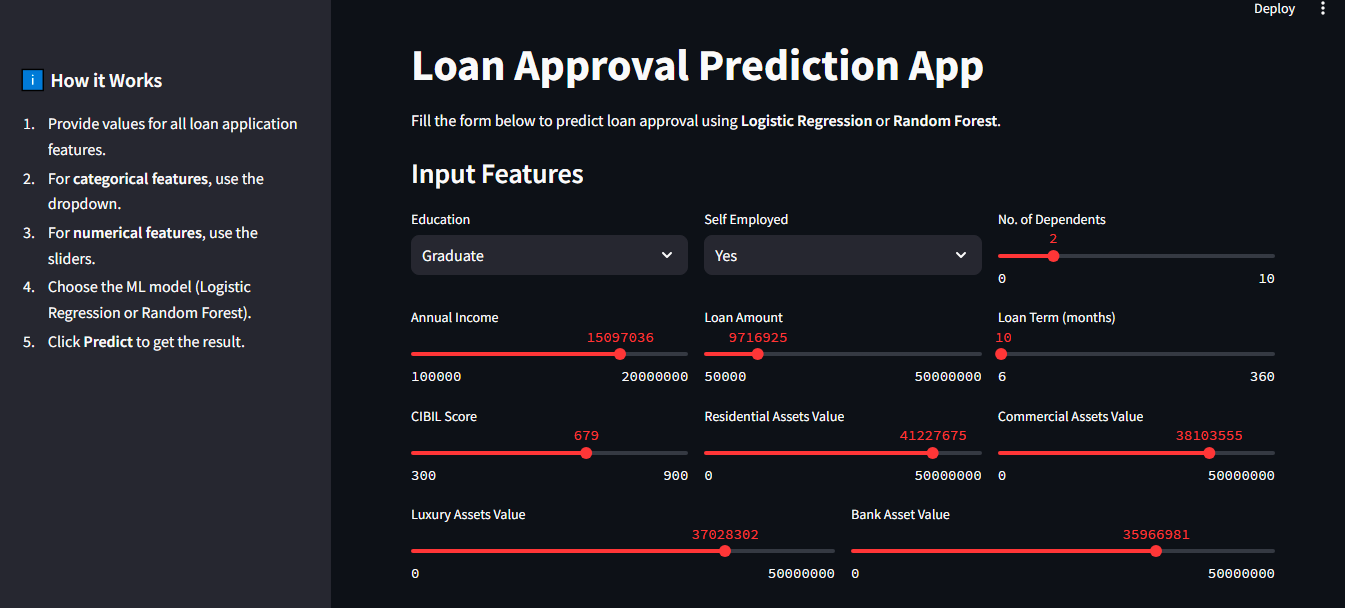 Deploy
i How it Works
1. Provide values for all loan application
features.
2. For categorical features, use the
dropdown.
3. For numerical features, use the
sliders.
4. Choose the ML model (Logistic
Regression or Random Forest).
5. Click Predict to get the result.
Loan Approval Prediction App
Fill the form below to predict loan approval using Logistic Regression or Random Forest.
Input Features
Education Self Employed No. of Dependents
2
Graduate Yes
0 10
Annual Income Loan Amount Loan Term (months)
15097036 9716925 10
100000 20000000 50000 50000000 6 360
CIBIL Score Residential Assets Value Commercial Assets Value
679 41227675 38103555
300 900 0 50000000 0 50000000
Luxury Assets Value Bank Asset Value
37028302 35966981
0 50000000 0 50000000